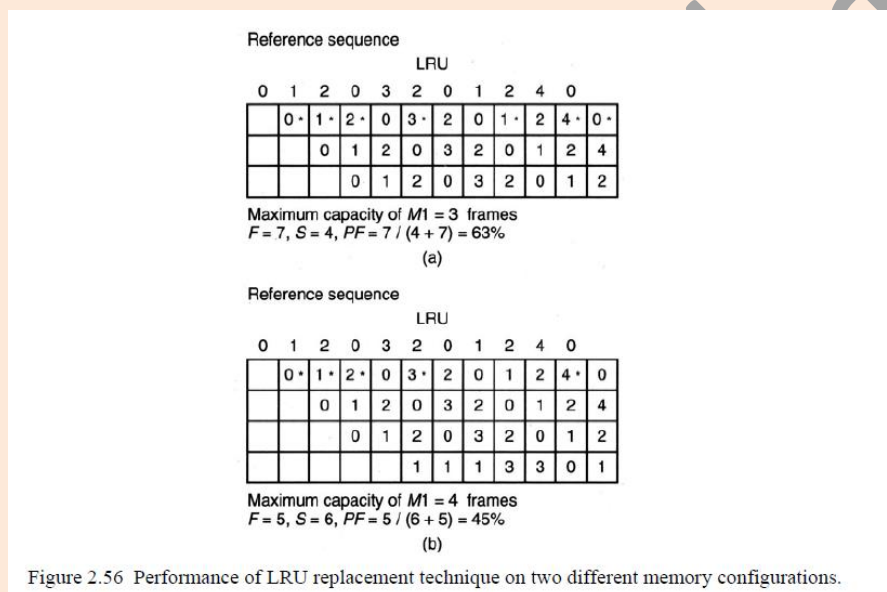 Reference sequence
LRU
0 1 2 0 3 2 0 1 2 4 0
0* 1* 2* 0 3* 2 0 1* 2 4* 0*
0 1 2 0 3 2 0 1 2 4
0 1 2 0 3 2 0 1 2
Maximum capacity of M1 = 3 frames
F = 7, S = 4, PF = 7 / (4 + 7) = 63%
(a)
Reference sequence
LRU
0 1 2 0 3 2 0 1 2 4 0
0* 1* 2* 0 3* 2 0 1 2 4* 0
0 1 2 0 3 2 0 1 2 4
0 1 2 0 3 2 0 1 2
1 1 1 3 3 0 1
Maximum capacity of M1 = 4 frames
F = 5, S = 6, PF = 5 / (6 + 5) = 45%
(b)
Figure 2.56 Performance of LRU replacement technique on two different memory configurations.